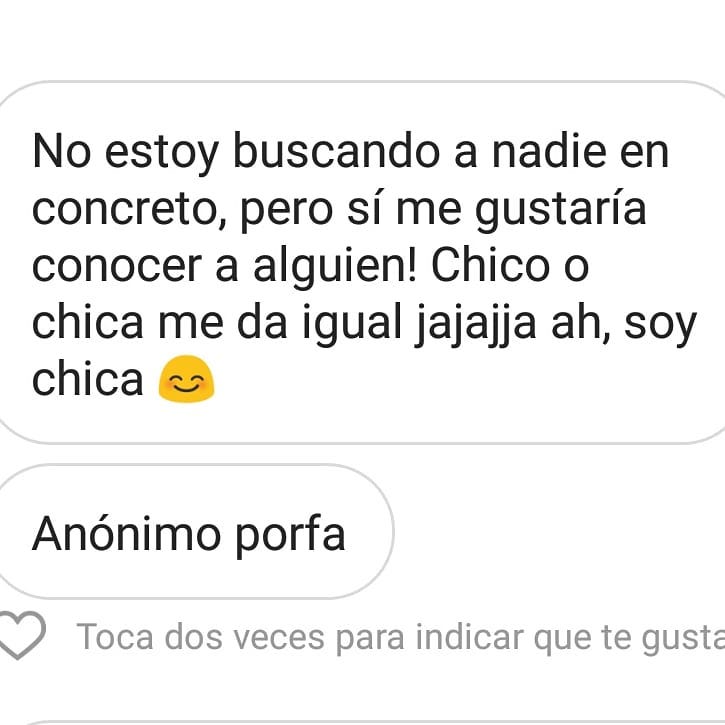 No estoy buscando a nadie en
concreto, pero sí me gustaría
conocer a alguien! Chico o
chica me da igual jajajja ah, soy
chica 😊
Anónimo porfa
Toca dos veces para indicar que te gusta